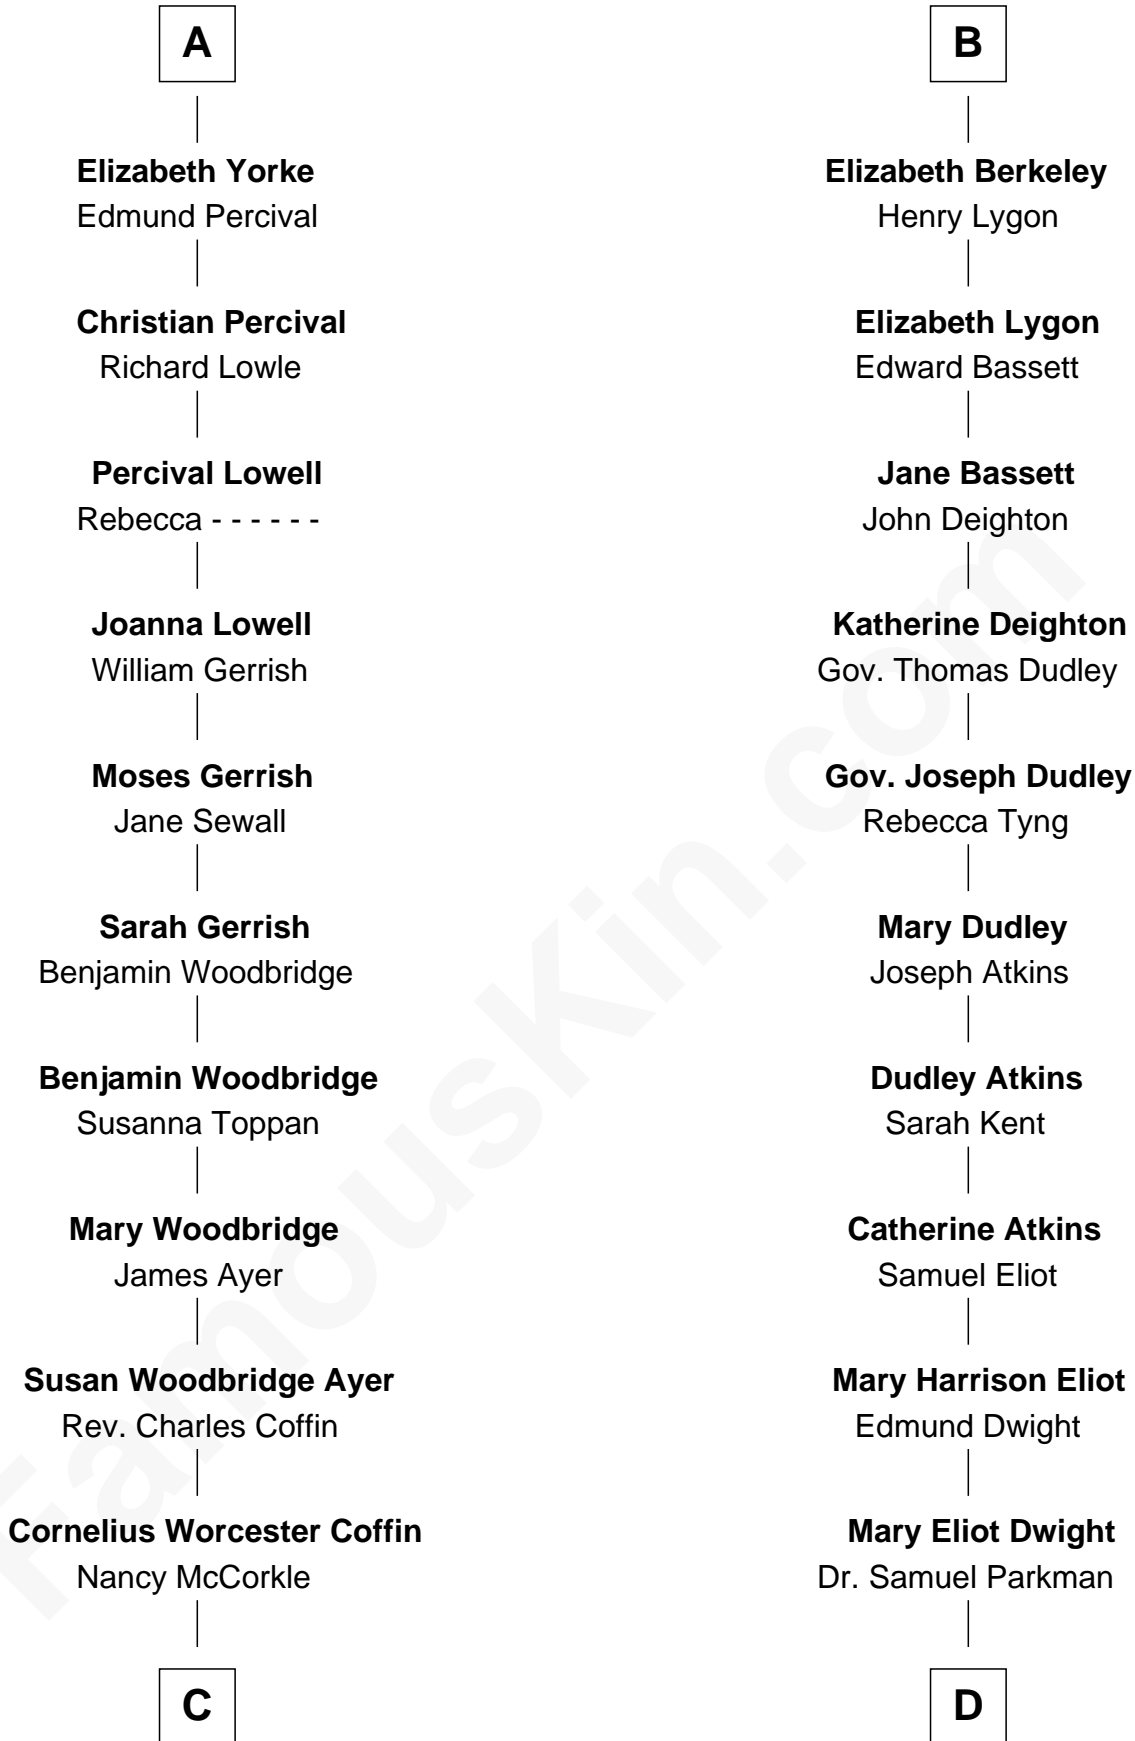 A
Elizabeth Yorke
Edmund Percival
Christian Percival
Richard Lowle
Percival Lowell
Rebecca - - - - - -
Joanna Lowell
William Gerrish
Moses Gerrish
Jane Sewall
Sarah Gerrish
Benjamin Woodbridge
Benjamin Woodbridge
Susanna Toppan
Mary Woodbridge
James Ayer
Susan Woodbridge Ayer
Rev. Charles Coffin
Cornelius Worcester Coffin
Nancy McCorkle
C
B
Elizabeth Berkeley
Henry Lygon
Elizabeth Lygon
Edward Bassett
Jane Bassett
John Deighton
Katherine Deighton
Gov. Thomas Dudley
Gov. Joseph Dudley
Rebecca Tyng
Mary Dudley
Joseph Atkins
Dudley Atkins
Sarah Kent
Catherine Atkins
Samuel Eliot
Mary Harrison Eliot
Edmund Dwight
Mary Eliot Dwight
Dr. Samuel Parkman
D
FamousKin.com